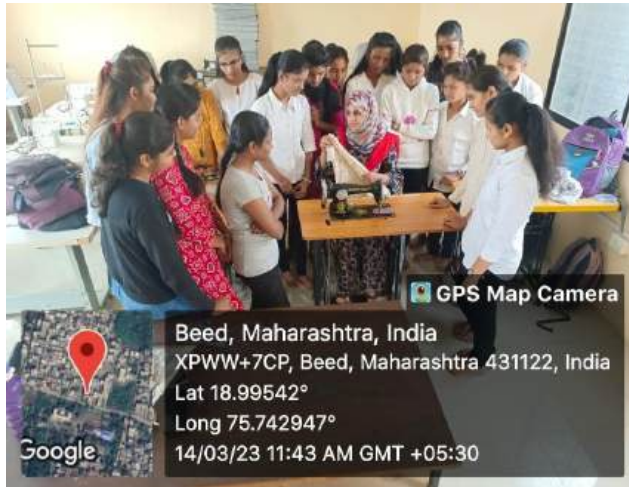 GPS Map Camera
Beed, Maharashtra, India
XPWW+7CP, Beed, Maharashtra 431122, India
Lat 18.99542°
Long 75.742947°
14/03/23 11:43 AM GMT +05:30
Google